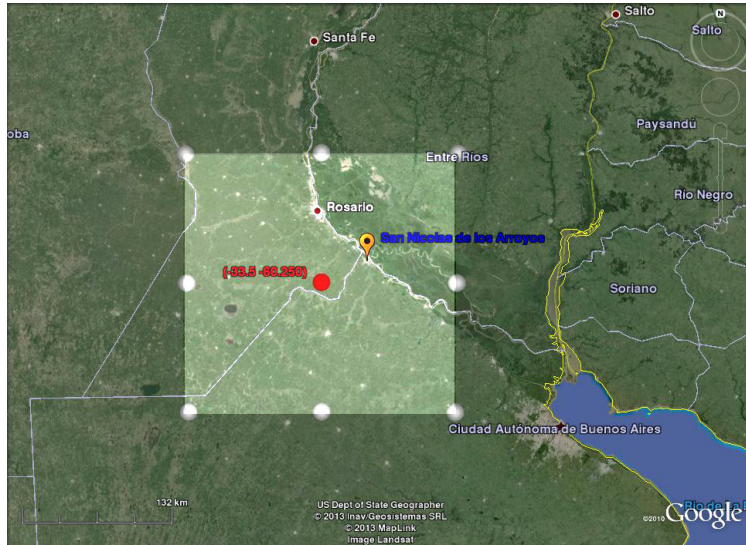 Salto
N
Santa Fe
Salto
oba
Paysandú
Entre Ríos
Río Negro
Rosario
San Nicolas de los Arroyos
(-33.5 -60.250)
Soriano
Ciudad Autónoma de Buenos Aires
132 km
US Dept of State Geographer
© 2013 Inav/Geosistemas SRL
© 2013 MapLink
Image Landsat
©2010 Google